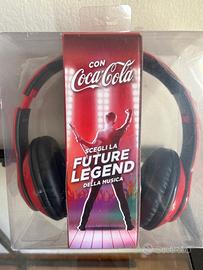 CON
Coca-Cola
SCEGLI LA
FUTURE
LEGEND
DELLA MUSICA